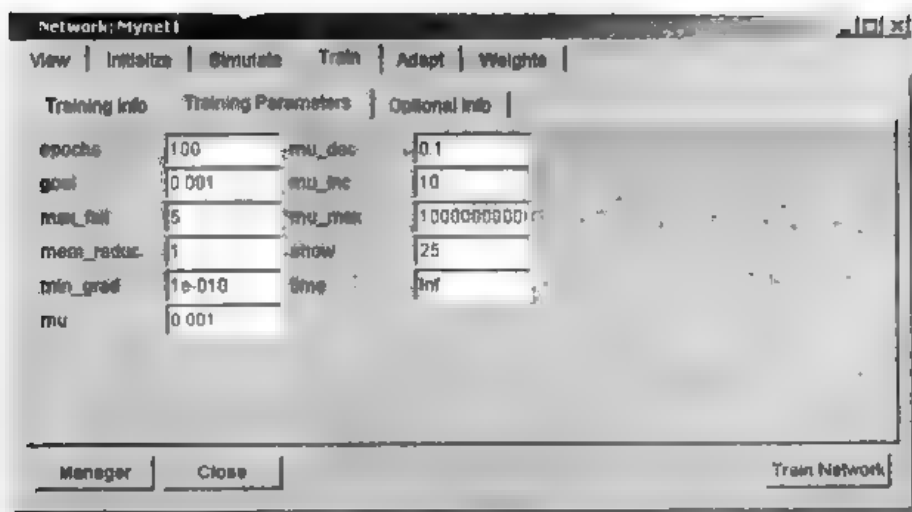 Network: Mynet1
View Initialize Simulate Train Adapt Weights
Training Info Training Parameters Optional Info
epochs 100 mu_dec 0.1
goal 0.001 mu_inc 10
max_fail 5 mu_max 10000000000
mem_reduc 1 show 25
min_grad 1e-010 time Inf
mu 0.001
Manager Close Train Network